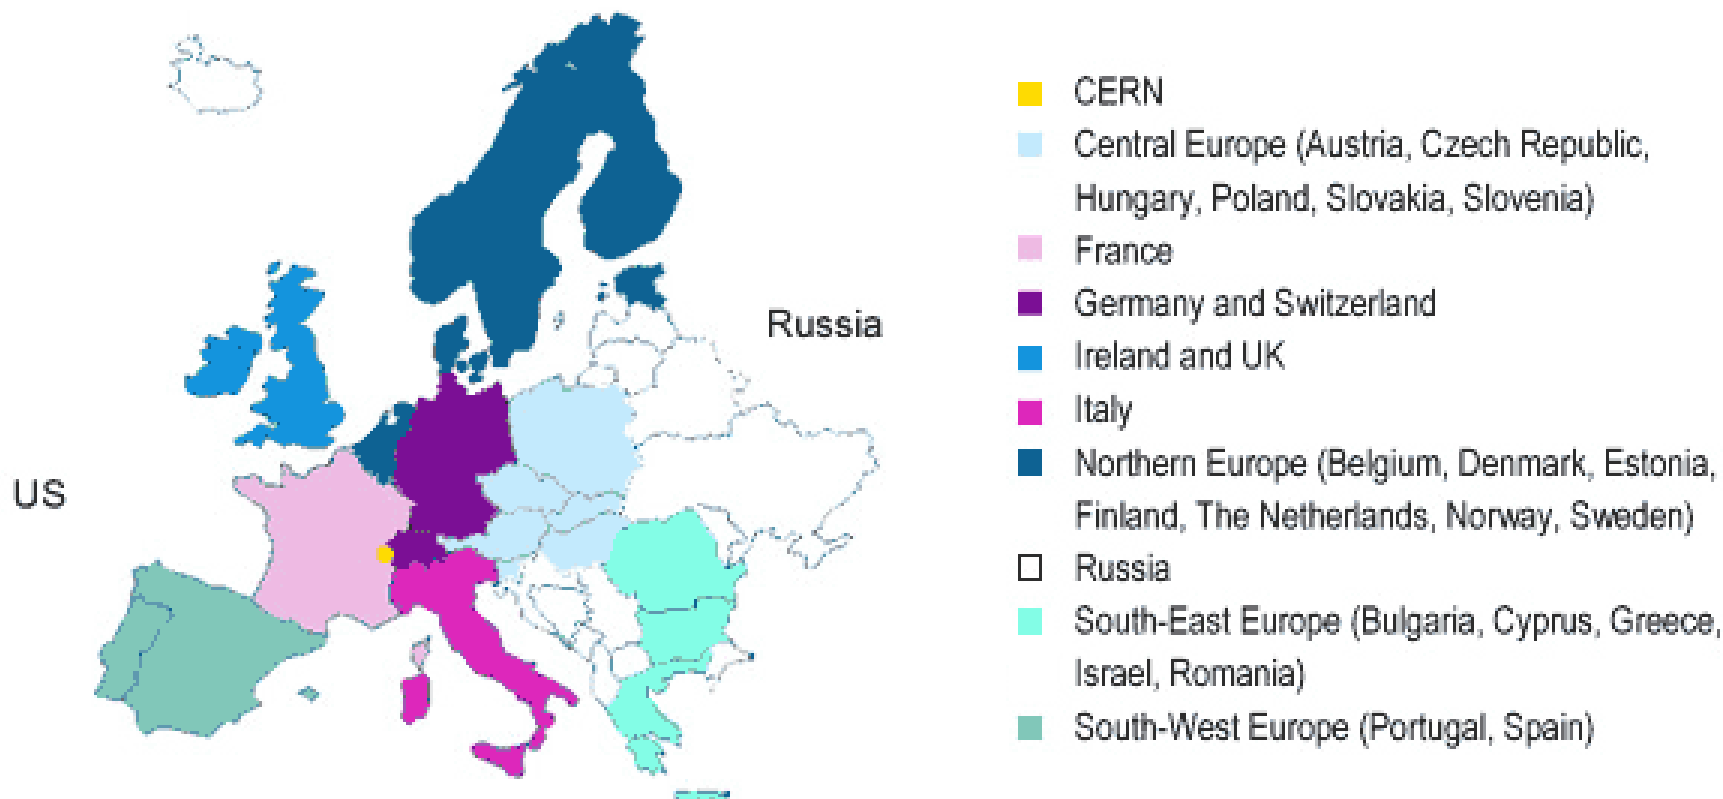 CERN
Central Europe (Austria, Czech Republic,
Hungary, Poland, Slovakia, Slovenia)
France
Germany and Switzerland
Russia
Ireland and UK
Italy
Northern Europe (Belgium, Denmark, Estonia,
US
Finland, The Netherlands, Norway, Sweden)
Russia
South-East Europe (Bulgaria, Cyprus, Greece,
Israel, Romania)
South-West Europe (Portugal, Spain)